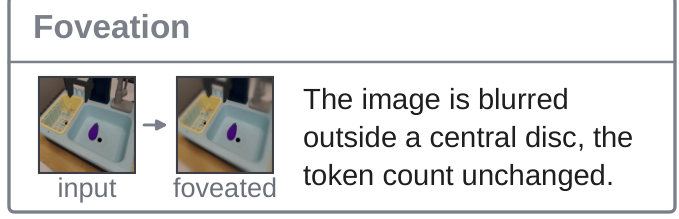 Foveation
The image is blurred
outside a central disc, the
token count unchanged.
input
foveated